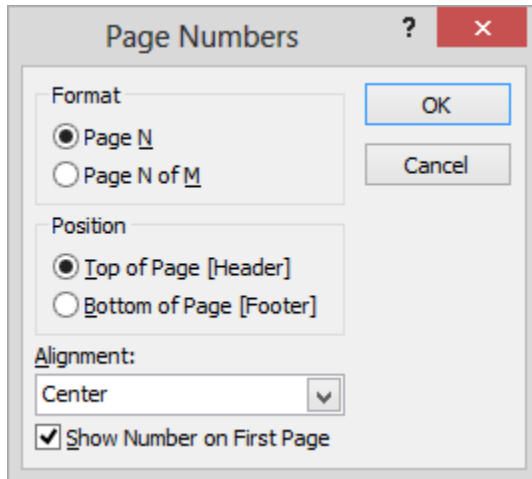 Page Numbers ?
Format
OK
Page N
Page N of M
Cancel
Position
Top of Page [Header]
Bottom of Page [Footer]
Alignment:
Center
Show Number on First Page